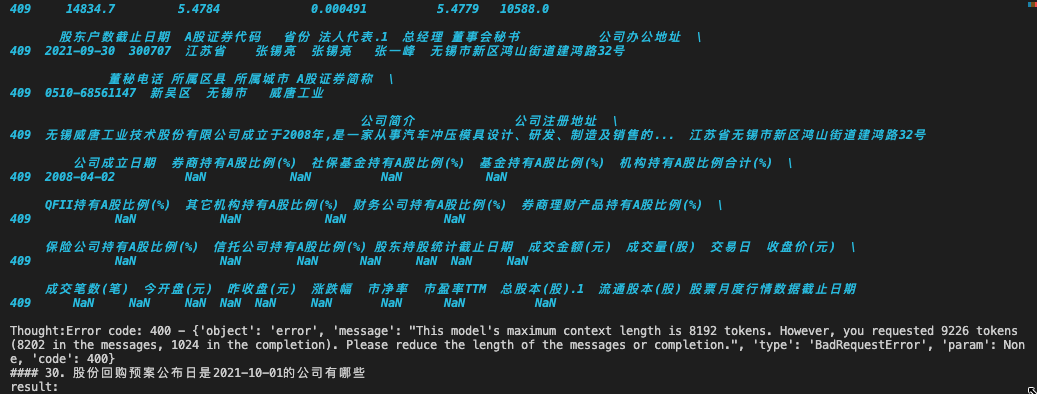 409     14834.7         5.4784             0.000491          5.4779   10588.0
股东户数截止日期  A股证券代码   省份 法人代表.1  总经理 董事会秘书           公司办公地址  \
409  2021-09-30  300707  江苏省    张锡亮  张锡亮   张一峰  无锡市新区鸿山街道建鸿路32号
董秘电话 所属区县 所属城市 A股证券简称  \
409  0510-68561147  新吴区  无锡市   威唐工业
公司简介              公司注册地址  \
409  无锡威唐工业技术股份有限公司成立于2008年,是一家从事汽车冲压模具设计、研发、制造及销售的...  江苏省无锡市新区鸿山街道建鸿路32号
公司成立日期  券商持有A股比例(%)  社保基金持有A股比例(%)  基金持有A股比例(%)  机构持有A股比例合计(%)  \
409  2008-04-02          NaN            NaN          NaN            NaN
QFII持有A股比例(%)  其它机构持有A股比例(%)  财务公司持有A股比例(%)  券商理财产品持有A股比例(%)  \
409            NaN            NaN            NaN              NaN
保险公司持有A股比例(%)  信托公司持有A股比例(%) 股东持股统计截止日期  成交金额(元)  成交量(股)  交易日  收盘价(元)  \
409            NaN            NaN        NaN      NaN     NaN  NaN     NaN
成交笔数(笔)  今开盘(元)  昨收盘(元)  涨跌幅  市净率  市盈率TTM  总股本(股).1  流通股本(股) 股票月度行情数据截止日期
409      NaN     NaN     NaN  NaN  NaN     NaN       NaN      NaN          NaN
Thought:Error code: 400 - {'object': 'error', 'message': "This model's maximum context length is 8192 tokens. However, you requested 9226 tokens
(8202 in the messages, 1024 in the completion). Please reduce the length of the messages or completion.", 'type': 'BadRequestError', 'param': Non
e, 'code': 400}
#### 30. 股份回购预案公布日是2021-10-01的公司有哪些
result: